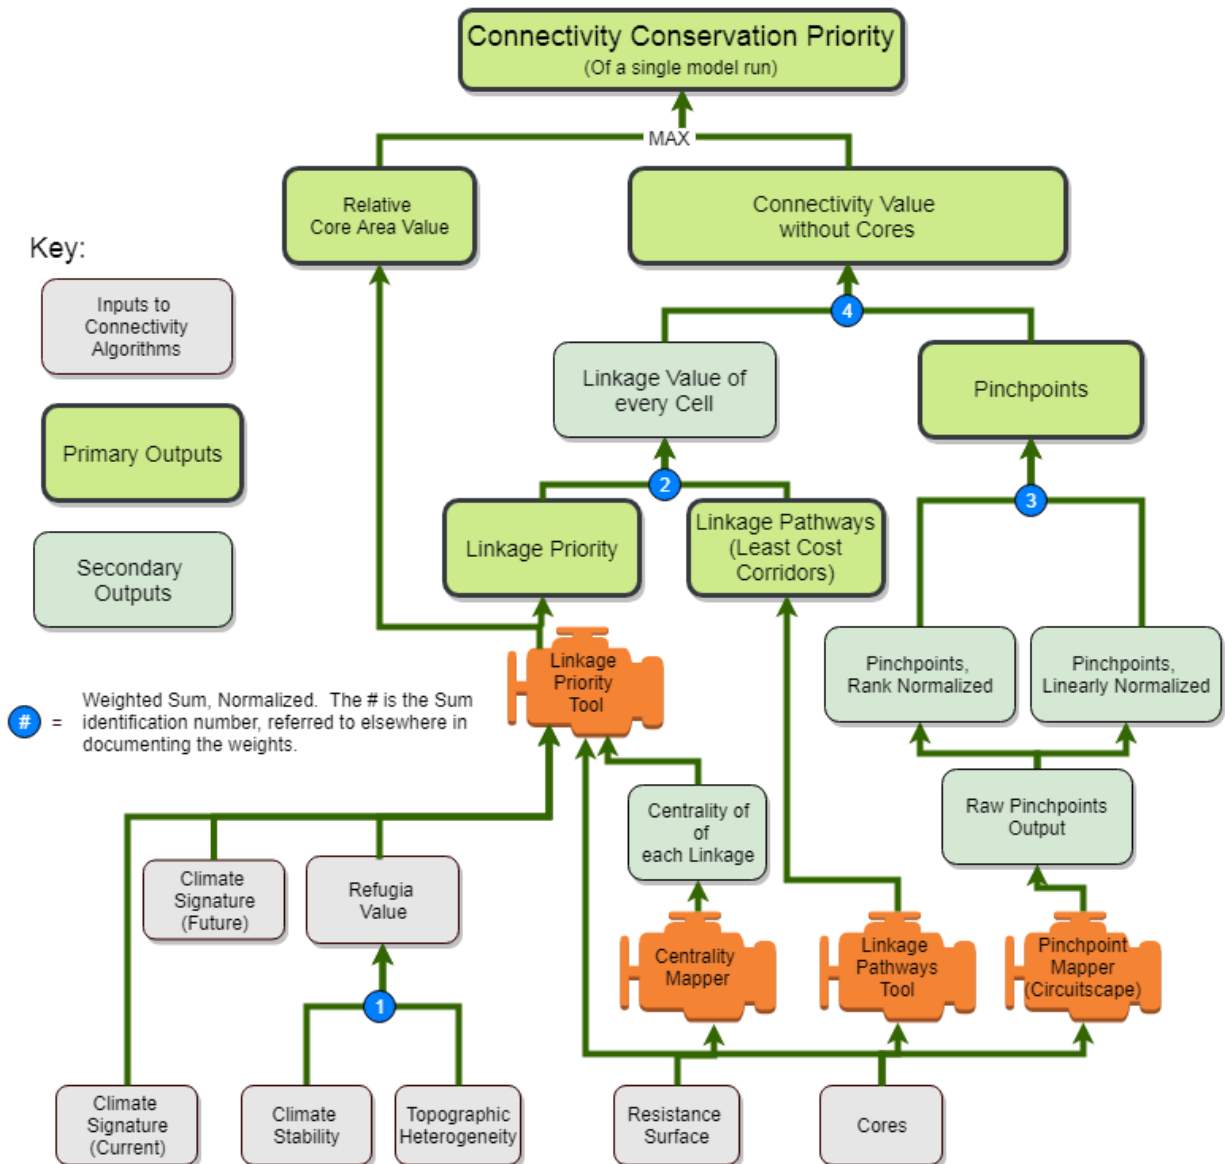 Connectivity Conservation Priority
(Of a single model run)
MAX
Relative
Core Area Value
Connectivity Value
without Cores
Key:
Inputs to
Connectivity
Algorithms
4
Linkage Value of
every Cell
Pinchpoints
Primary Outputs
2
3
Linkage Priority
Linkage Pathways
(Least Cost
Corridors)
Secondary
Outputs
Linkage
Priority
Tool
Pinchpoints,
Rank Normalized
Pinchpoints,
Linearly Normalized
# =
Weighted Sum, Normalized. The # is the Sum
identification number, referred to elsewhere in
documenting the weights.
Centrality of
of
each Linkage
Raw Pinchpoints
Output
Climate
Signature
(Future)
Refugia
Value
Centrality
Mapper
Linkage
Pathways
Tool
Pinchpoint
Mapper
(Circuitscape)
1
Climate
Signature
(Current)
Climate
Stability
Topographic
Heterogeneity
Resistance
Surface
Cores